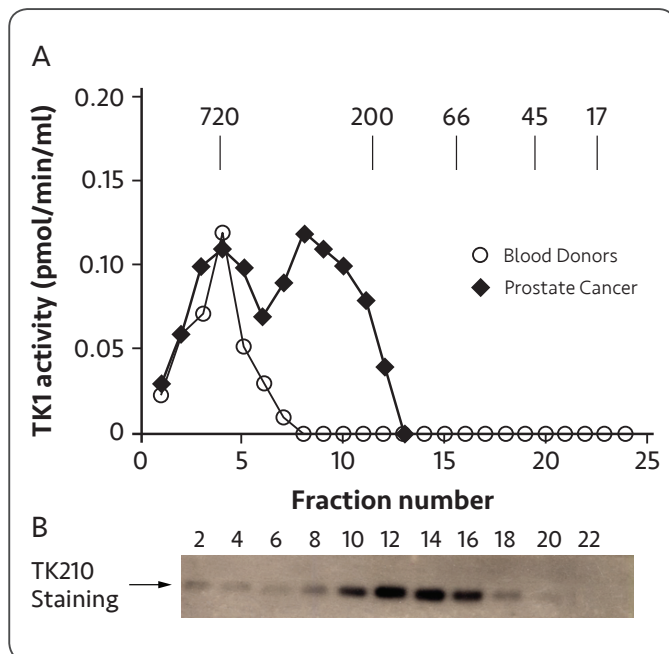 A
TK1 activity (pmol/min/ml)
0.20
0.15
0.10
0.05
0
720 200 66 45 17
Blood Donors
Prostate Cancer
0 5 10 15 20 25
Fraction number
B
2 4 6 8 10 12 14 16 18 20 22
TK210
Staining